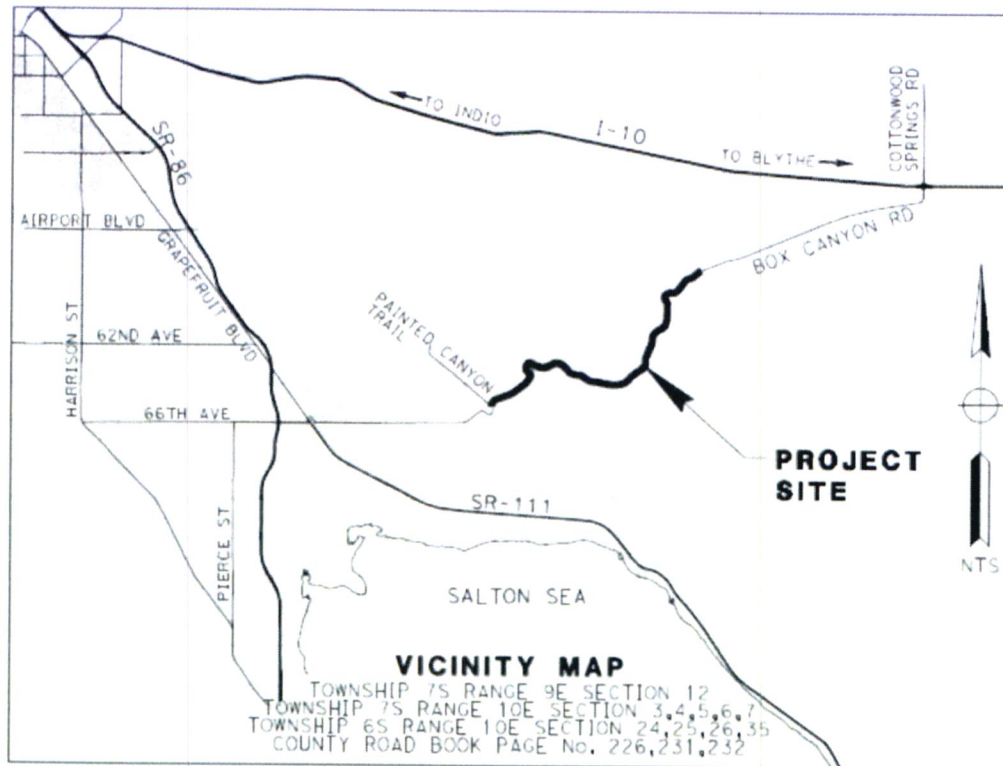 TO INDIO
I-10
TO BLYTHE
COTTONWOOD
SPRINGS RD
SR-86
AIRPORT BLVD
GRAPEFRUIT BLVD
BOX CANYON RD
HARRISON ST
62ND AVE
PAINTED CANYON
TRAIL
66TH AVE
PROJECT
SITE
SR-111
PIERCE ST
NTS
SALTON SEA
VICINITY MAP
TOWNSHIP 7S RANGE 9E SECTION 12
TOWNSHIP 7S RANGE 10E SECTION 3,4,5,6,7
TOWNSHIP 6S RANGE 10E SECTION 24,25,26,35
COUNTY ROAD BOOK PAGE No. 226,231,232